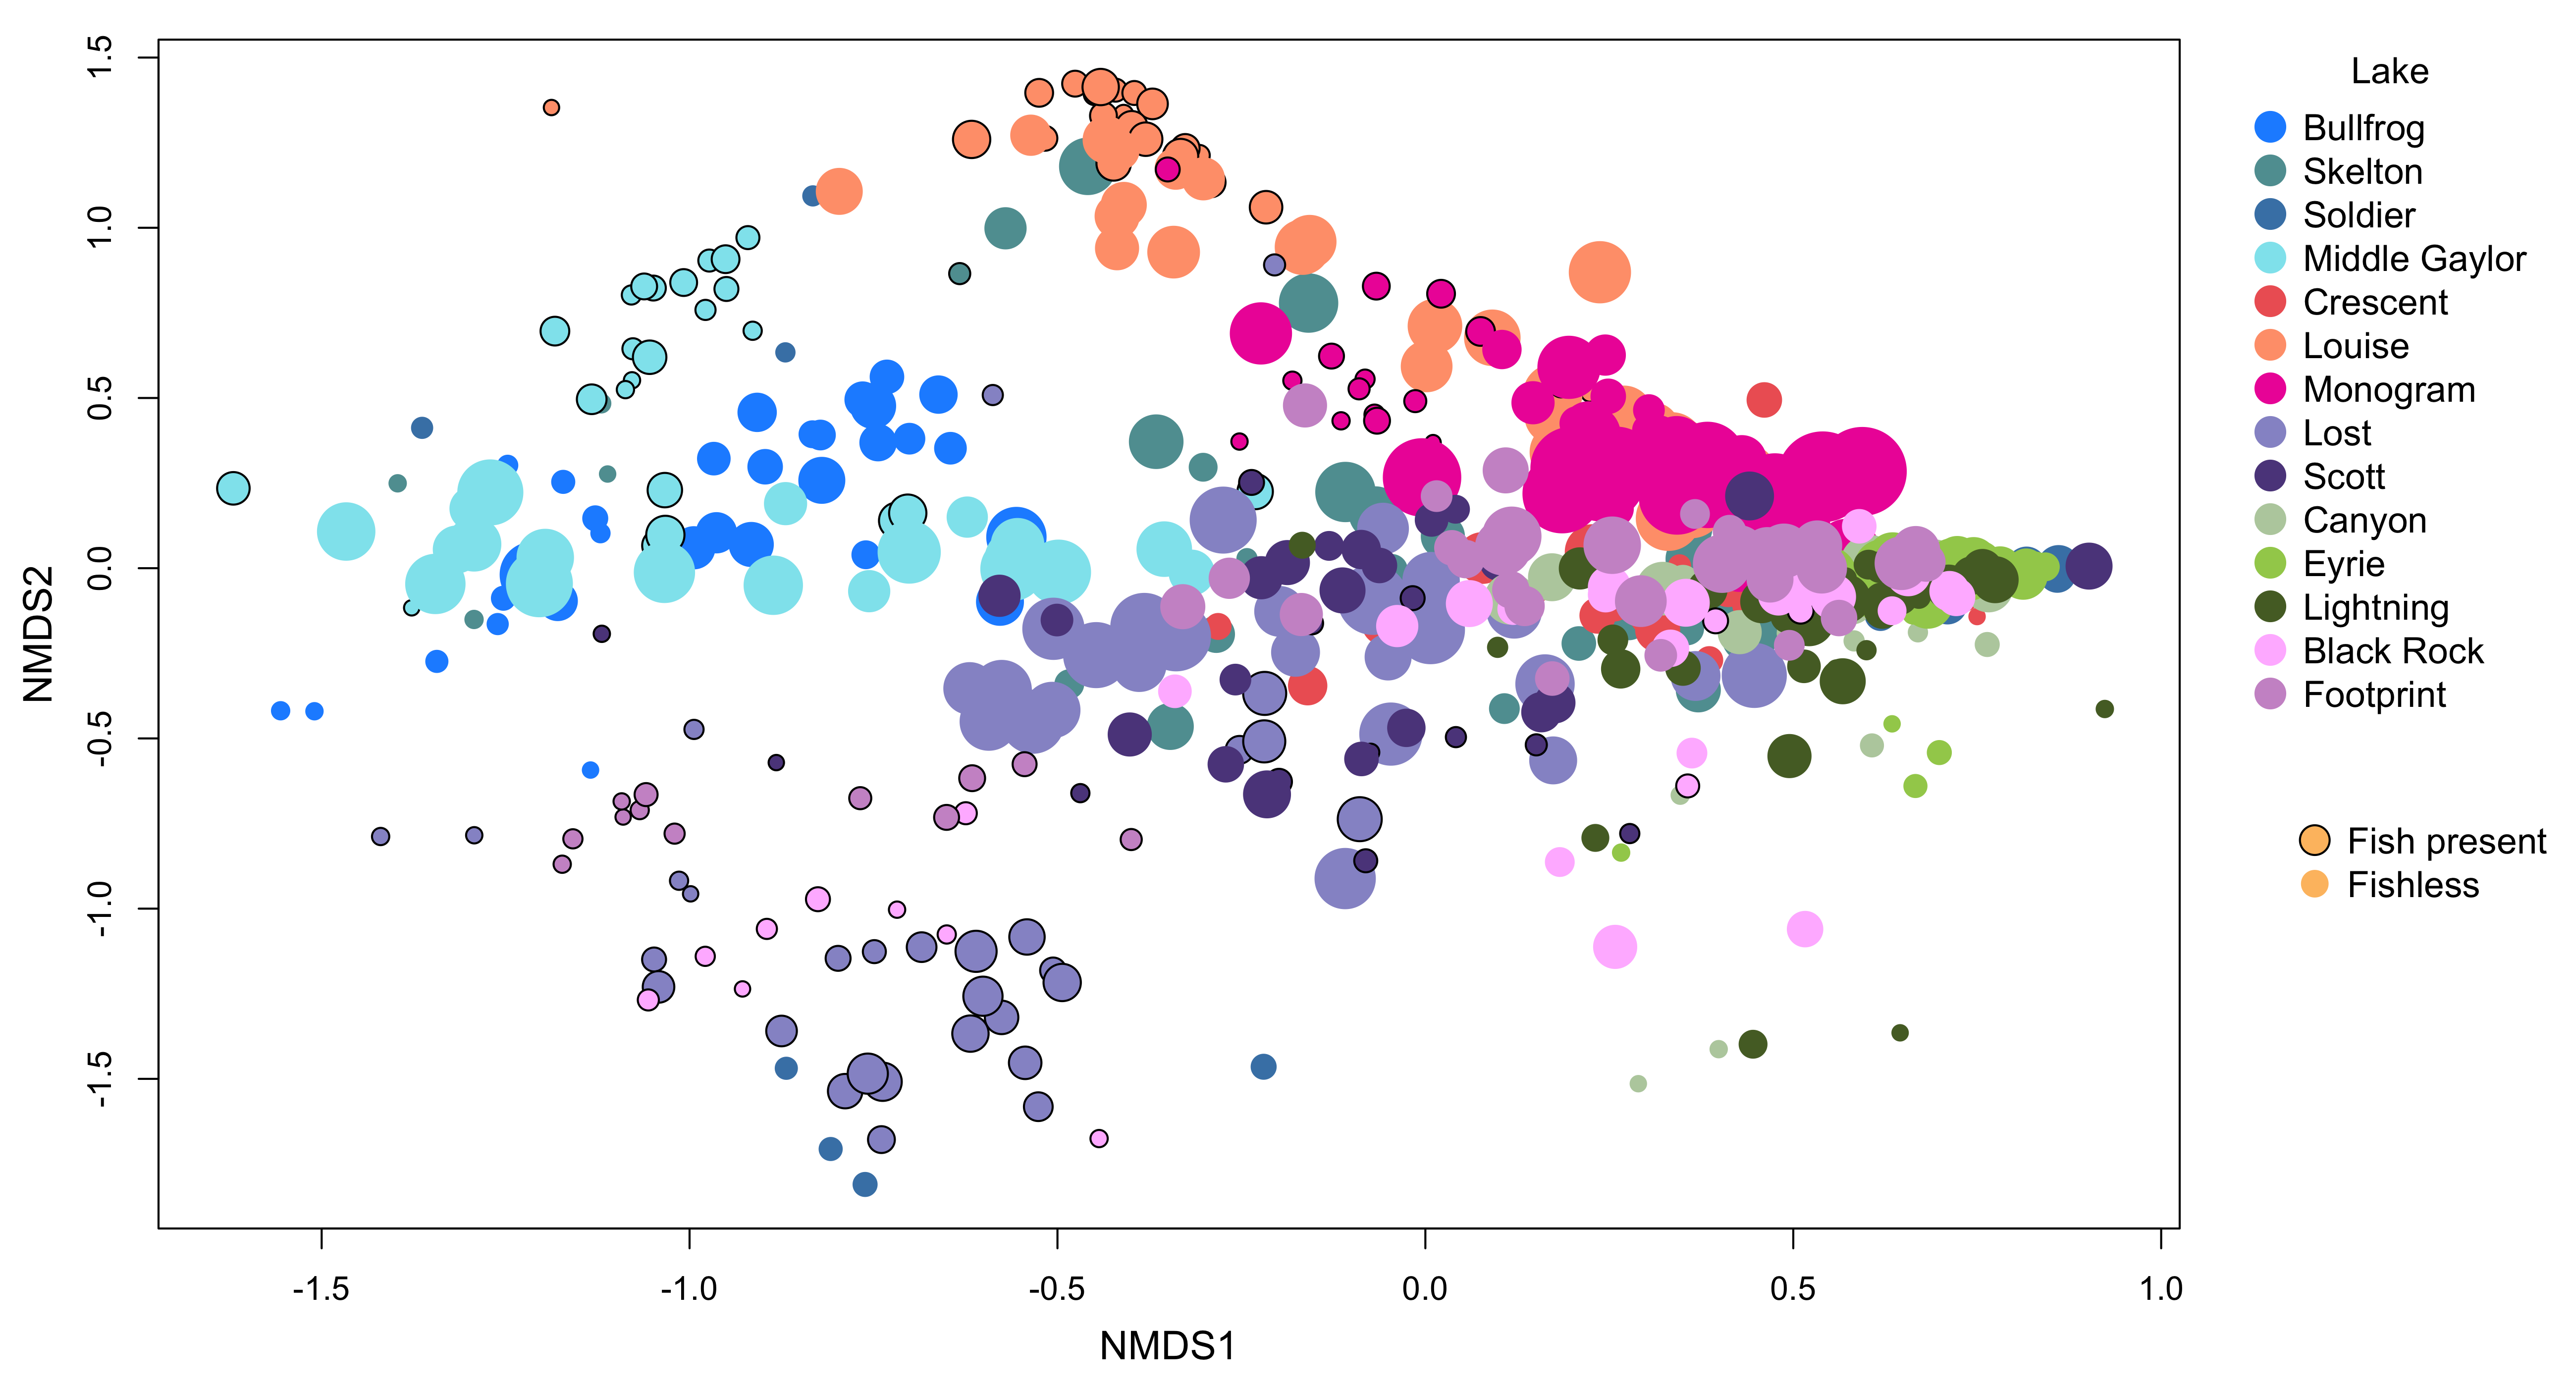 1.5
1.0
0.5
0.0
-0.5
-1.0
-1.5
NMDS2
-1.5
-1.0
-0.5
0.0
0.5
1.0
NMDS1
Lake
Bullfrog
Skelton
Soldier
Middle Gaylor
Crescent
Louise
Monogram
Lost
Scott
Canyon
Eyrie
Lightning
Black Rock
Footprint
Fish present
Fishless